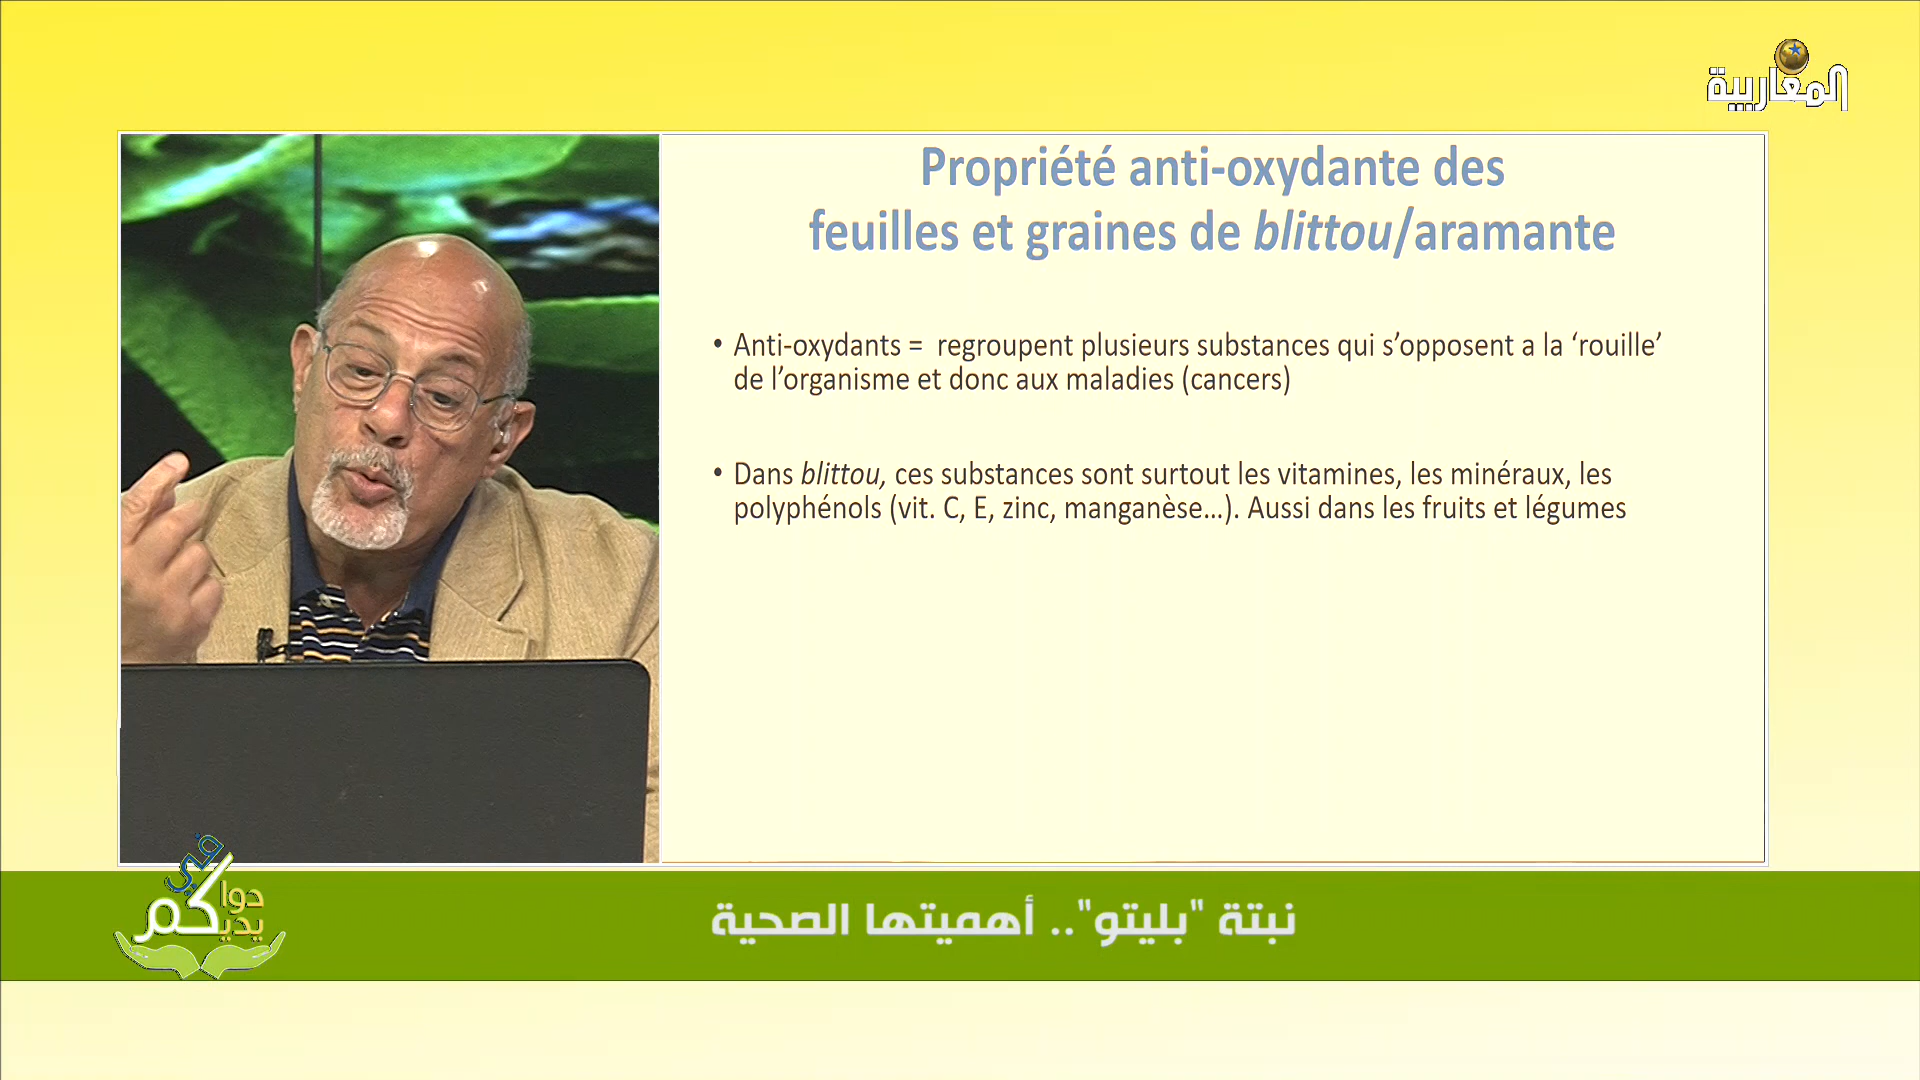 المغاربية
Propriété anti-oxydante des
feuilles et graines de blittou/aramante
• Anti-oxydants = regroupent plusieurs substances qui s’opposent a la ‘rouille’
de l’organisme et donc aux maladies (cancers)
• Dans blittou, ces substances sont surtout les vitamines, les minéraux, les
polyphénols (vit. C, E, zinc, manganèse...). Aussi dans les fruits et légumes
دوا
في
يديكم
نبتة "بليتو".. أهميتها الصحية